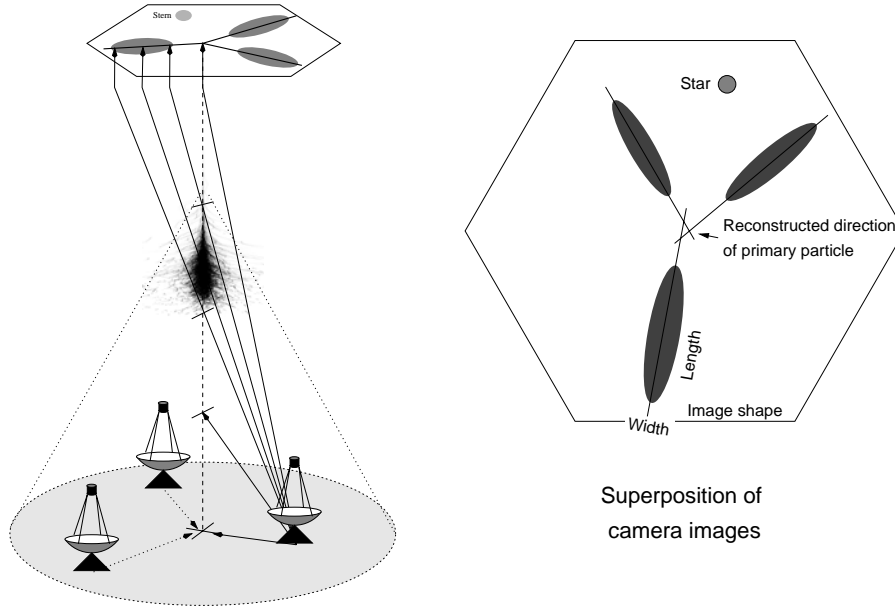 Stern
Star
Reconstructed direction
of primary particle
Length
Image shape
Width
Superposition of
camera images